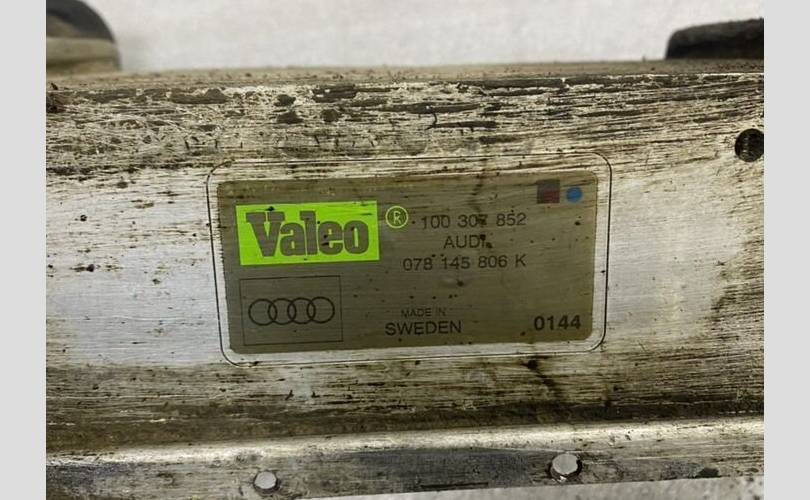 Valeo ® 100 307 852
AUDI
078 145 806 K
MADE IN
SWEDEN
0144